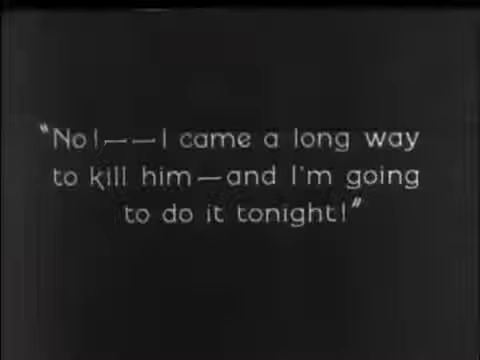 "No!——I came a long way
to kill him—and I'm going
to do it tonight!"